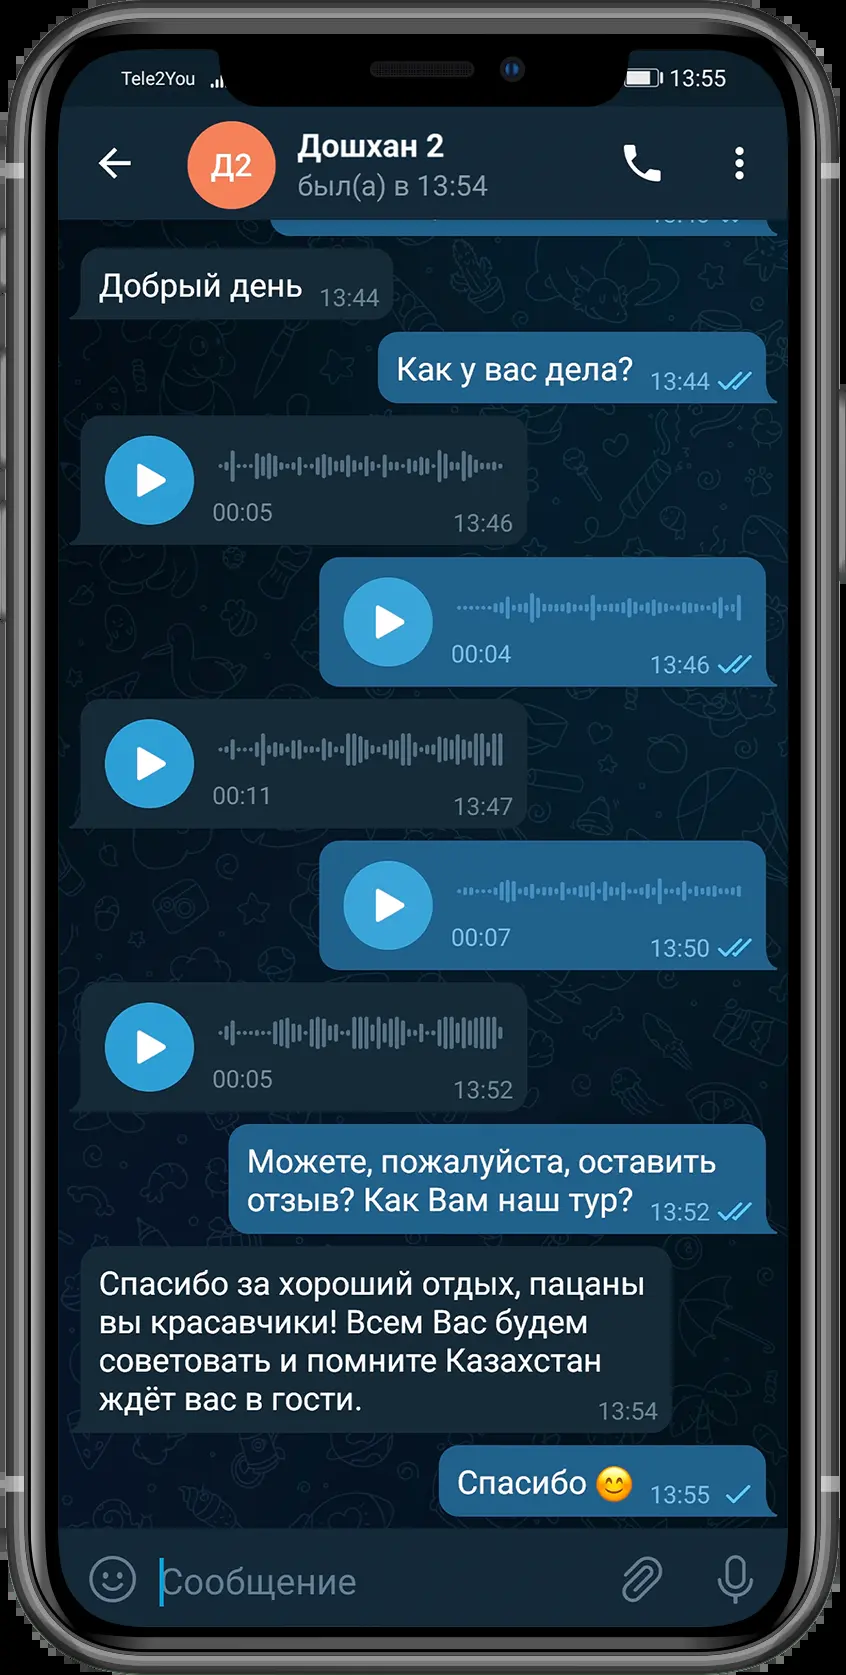 Tele2You
13:55
Д2
Дошхан 2
был(а) в 13:54
Добрый день 13:44
Как у вас дела? 13:44
00:05
13:46
00:04
13:46
00:11
13:47
00:07
13:50
00:05
13:52
Можете, пожалуйста, оставить
отзыв? Как Вам наш тур? 13:52
Спасибо за хороший отдых, пацаны
вы красавчики! Всем Вас будем
советовать и помните Казахстан
ждёт вас в гости.
13:54
Спасибо 😊 13:55
Сообщение